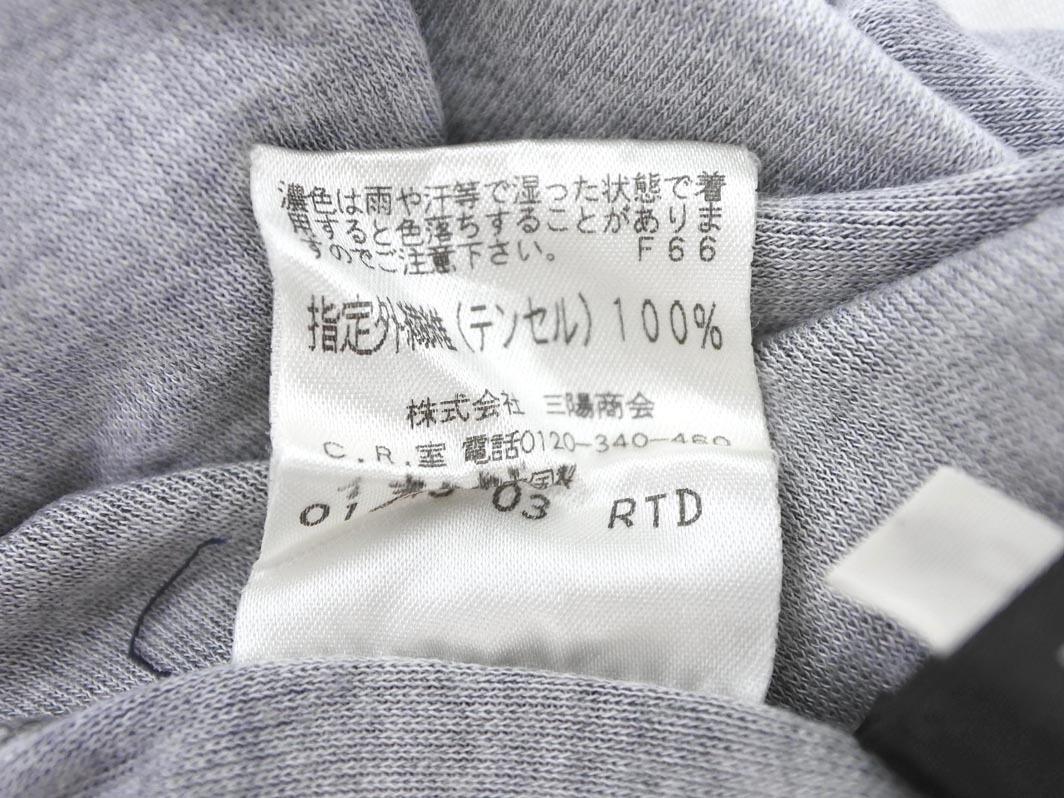 濃色は雨や汗等で湿った状態で着
用すると色落ちすることがありま
すのでご注意下さい。 F66
指定外繊維(テンセル)100%
株式会社 三陽商会
C.R.室 電話0120-340-460
国製
01 03 RTD